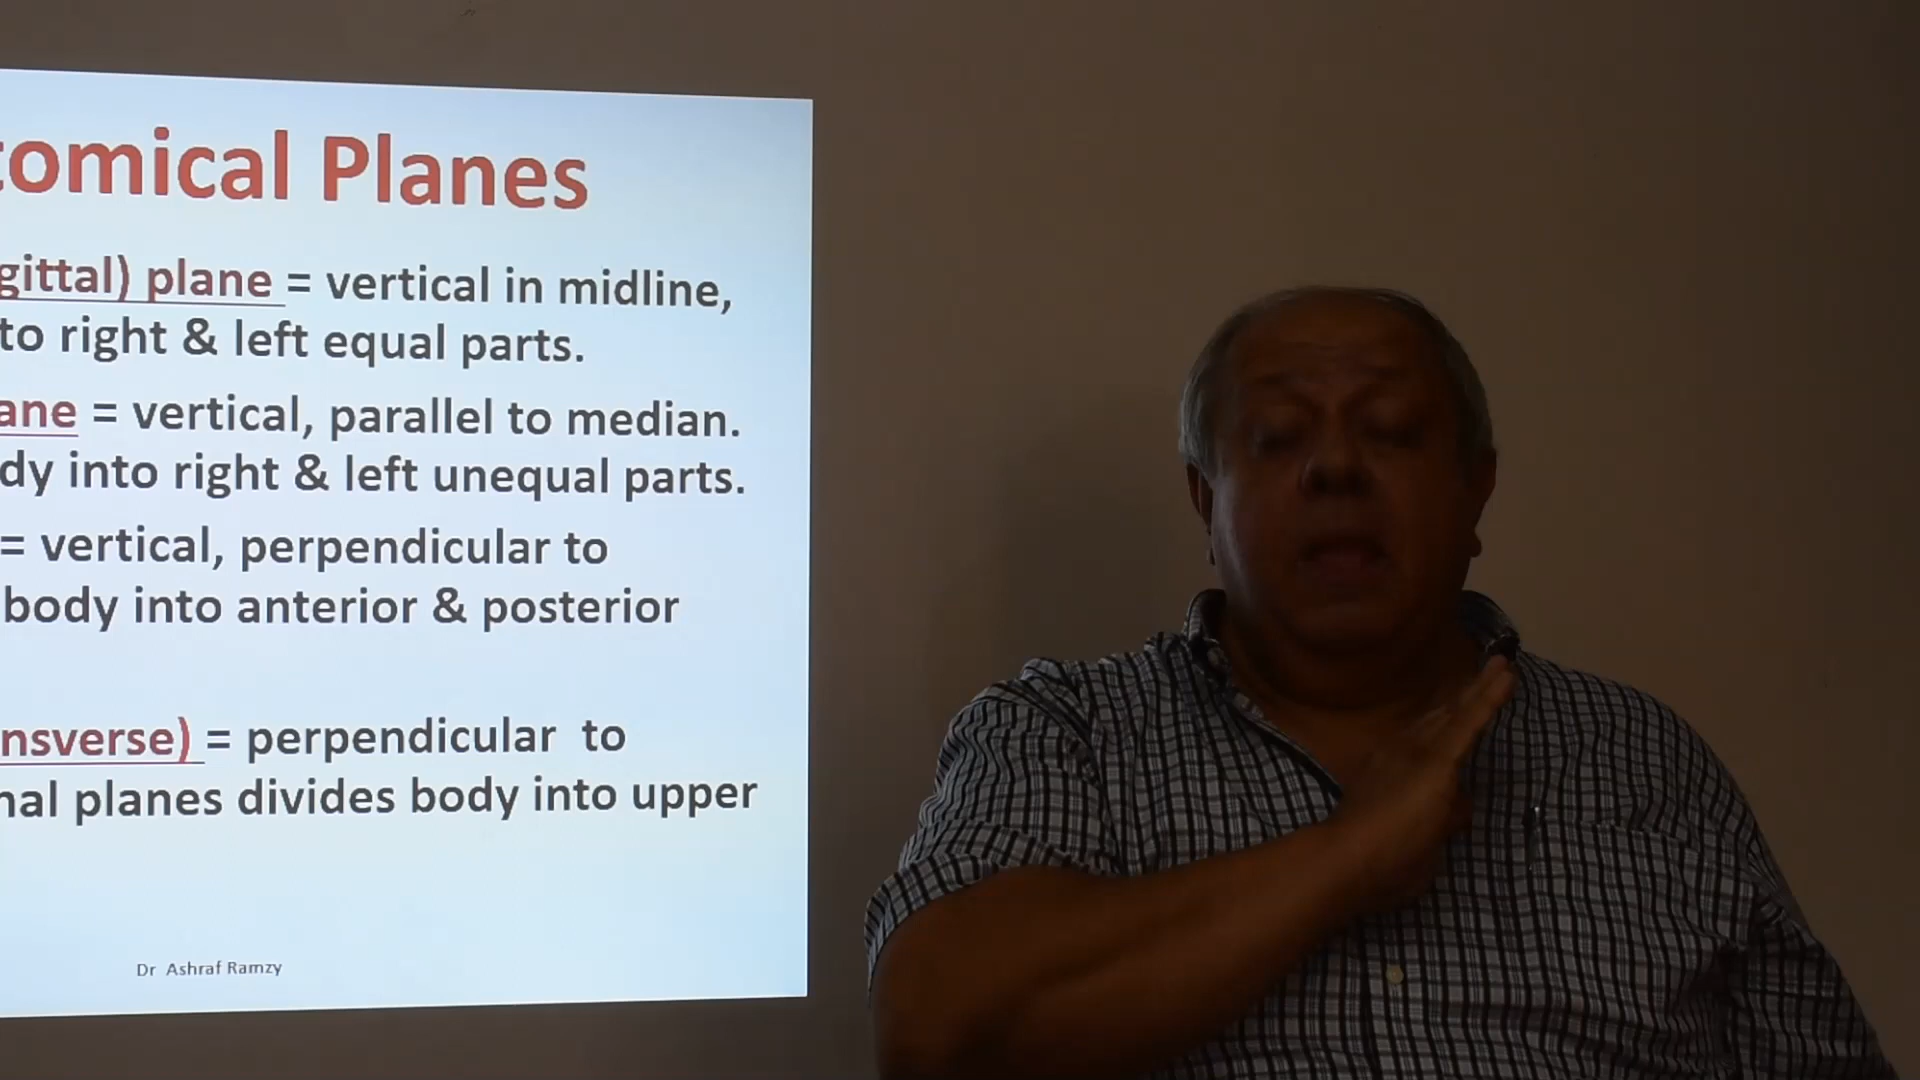 tomical Planes
gittal) plane = vertical in midline,
to right & left equal parts.
ane = vertical, parallel to median.
dy into right & left unequal parts.
= vertical, perpendicular to
body into anterior & posterior
nsverse) = perpendicular to
nal planes divides body into upper
Dr Ashraf Ramzy